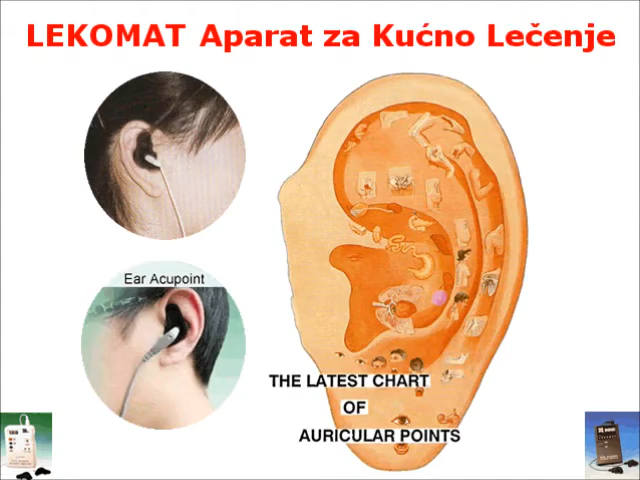 LEKOMAT Aparat za Kućno Lečenje
Ear Acupoint
THE LATEST CHART
OF
AURICULAR POINTS